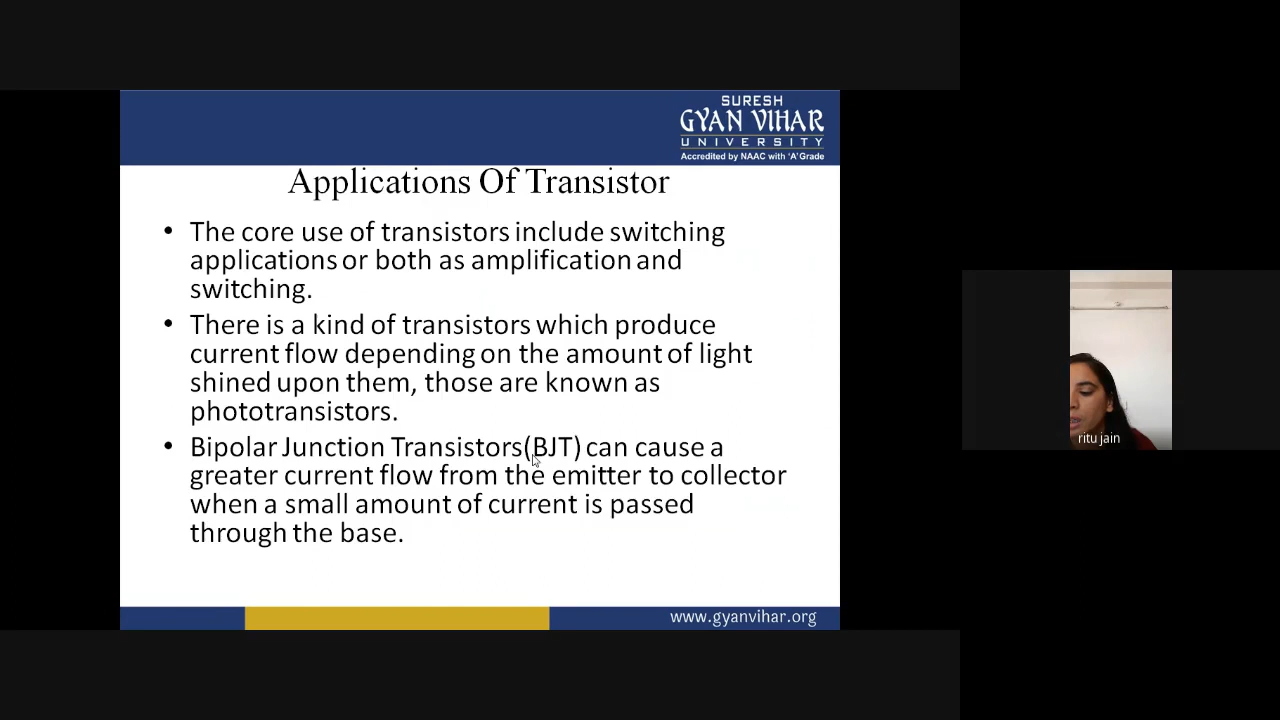 SURESH
GYAN VIHAR
UNIVERSITY
Accredited by NAAC with 'A' Grade
Applications Of Transistor
• The core use of transistors include switching
applications or both as amplification and
switching.
• There is a kind of transistors which produce
current flow depending on the amount of light
shined upon them, those are known as
phototransistors.
• Bipolar Junction Transistors(BJT) can cause a
greater current flow from the emitter to collector
when a small amount of current is passed
through the base.
www.gyanvihar.org
ritu jain